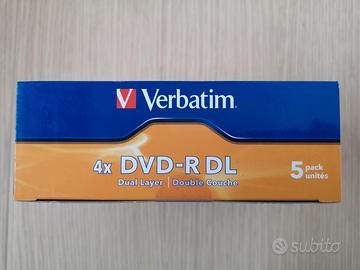 Verbatim
4x DVD-R DL
Dual Layer | Double Couche
5 pack
unités
subito